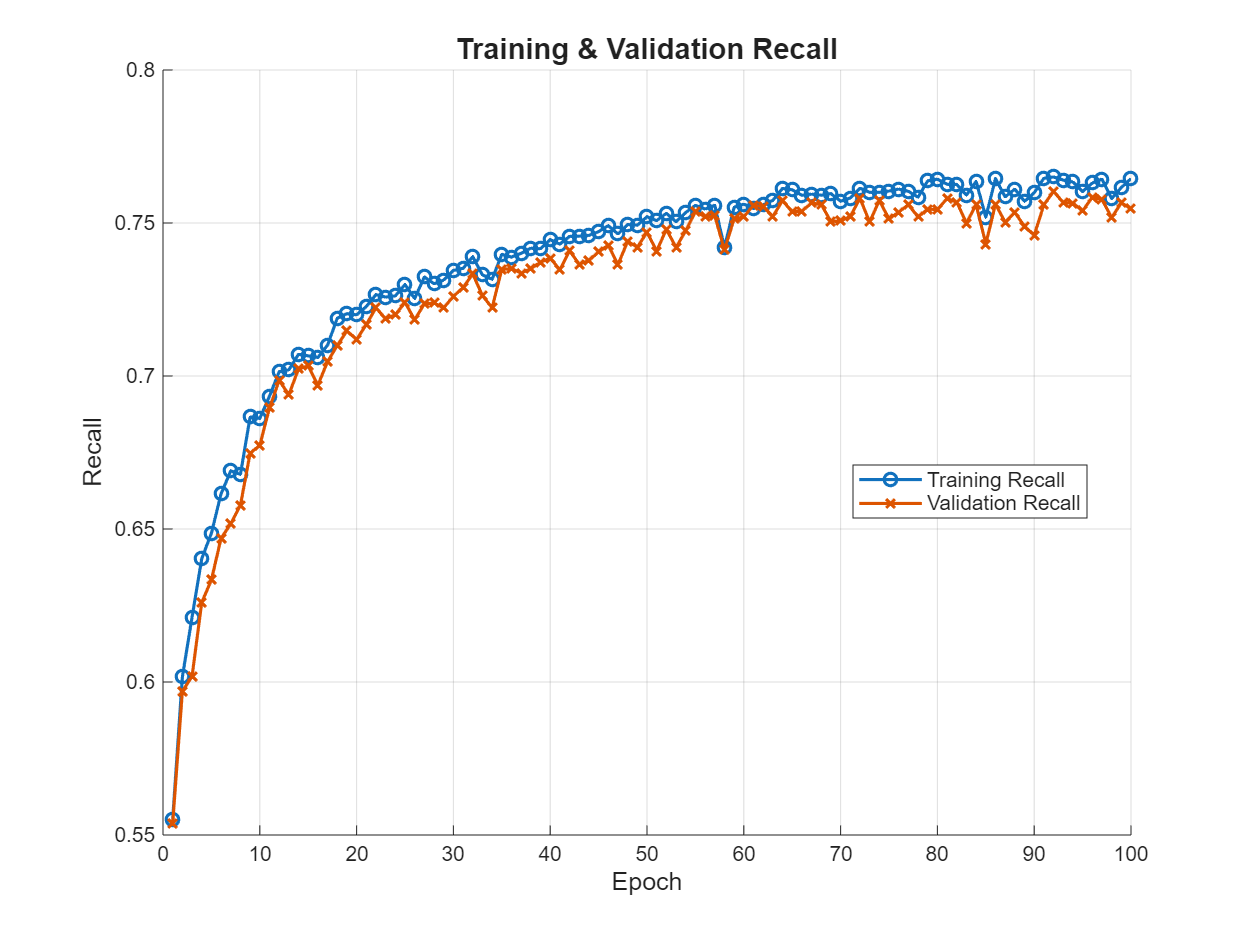 Training & Validation Recall
0.8
0.75
0.7
0.65
0.6
0.55
Recall
Training Recall
Validation Recall
0 10 20 30 40 50 60 70 80 90 100
Epoch